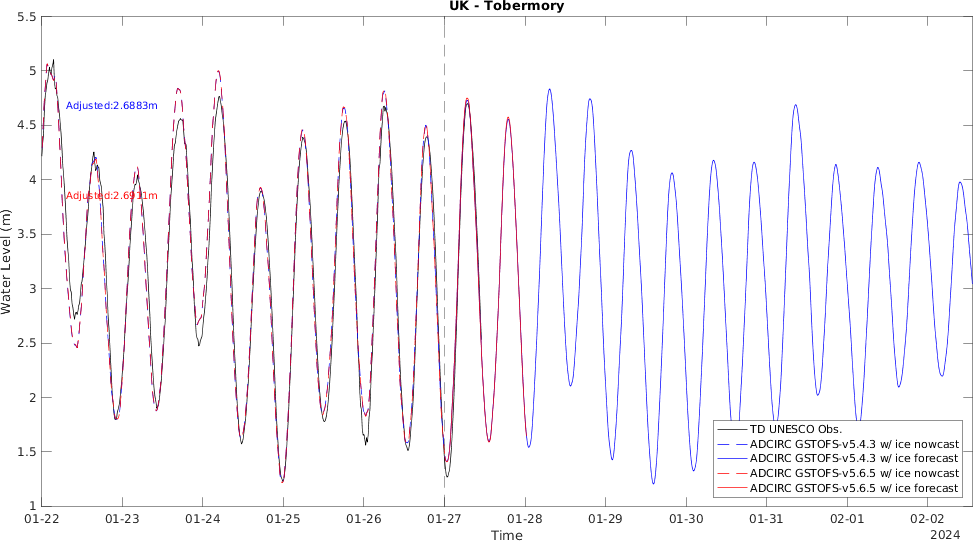 UK - Tobermory
5.5
5
4.5
4
3.5
3
2.5
2
1.5
1
Water Level (m)
Adjusted:2.6883m
Adjusted:2.6911m
TD UNESCO Obs.
ADCIRC GSTOFS-v5.4.3 w/ ice nowcast
ADCIRC GSTOFS-v5.4.3 w/ ice forecast
ADCIRC GSTOFS-v5.6.5 w/ ice nowcast
ADCIRC GSTOFS-v5.6.5 w/ ice forecast
01-22 01-23 01-24 01-25 01-26 01-27 01-28 01-29 01-30 01-31 02-01 02-02
Time
2024